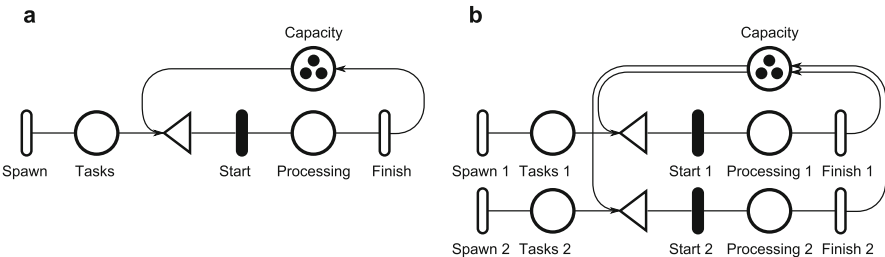 a
Capacity
Spawn Tasks Start Processing Finish
b
Capacity
Spawn 1 Tasks 1 Start 1 Processing 1 Finish 1
Spawn 2 Tasks 2 Start 2 Processing 2 Finish 2